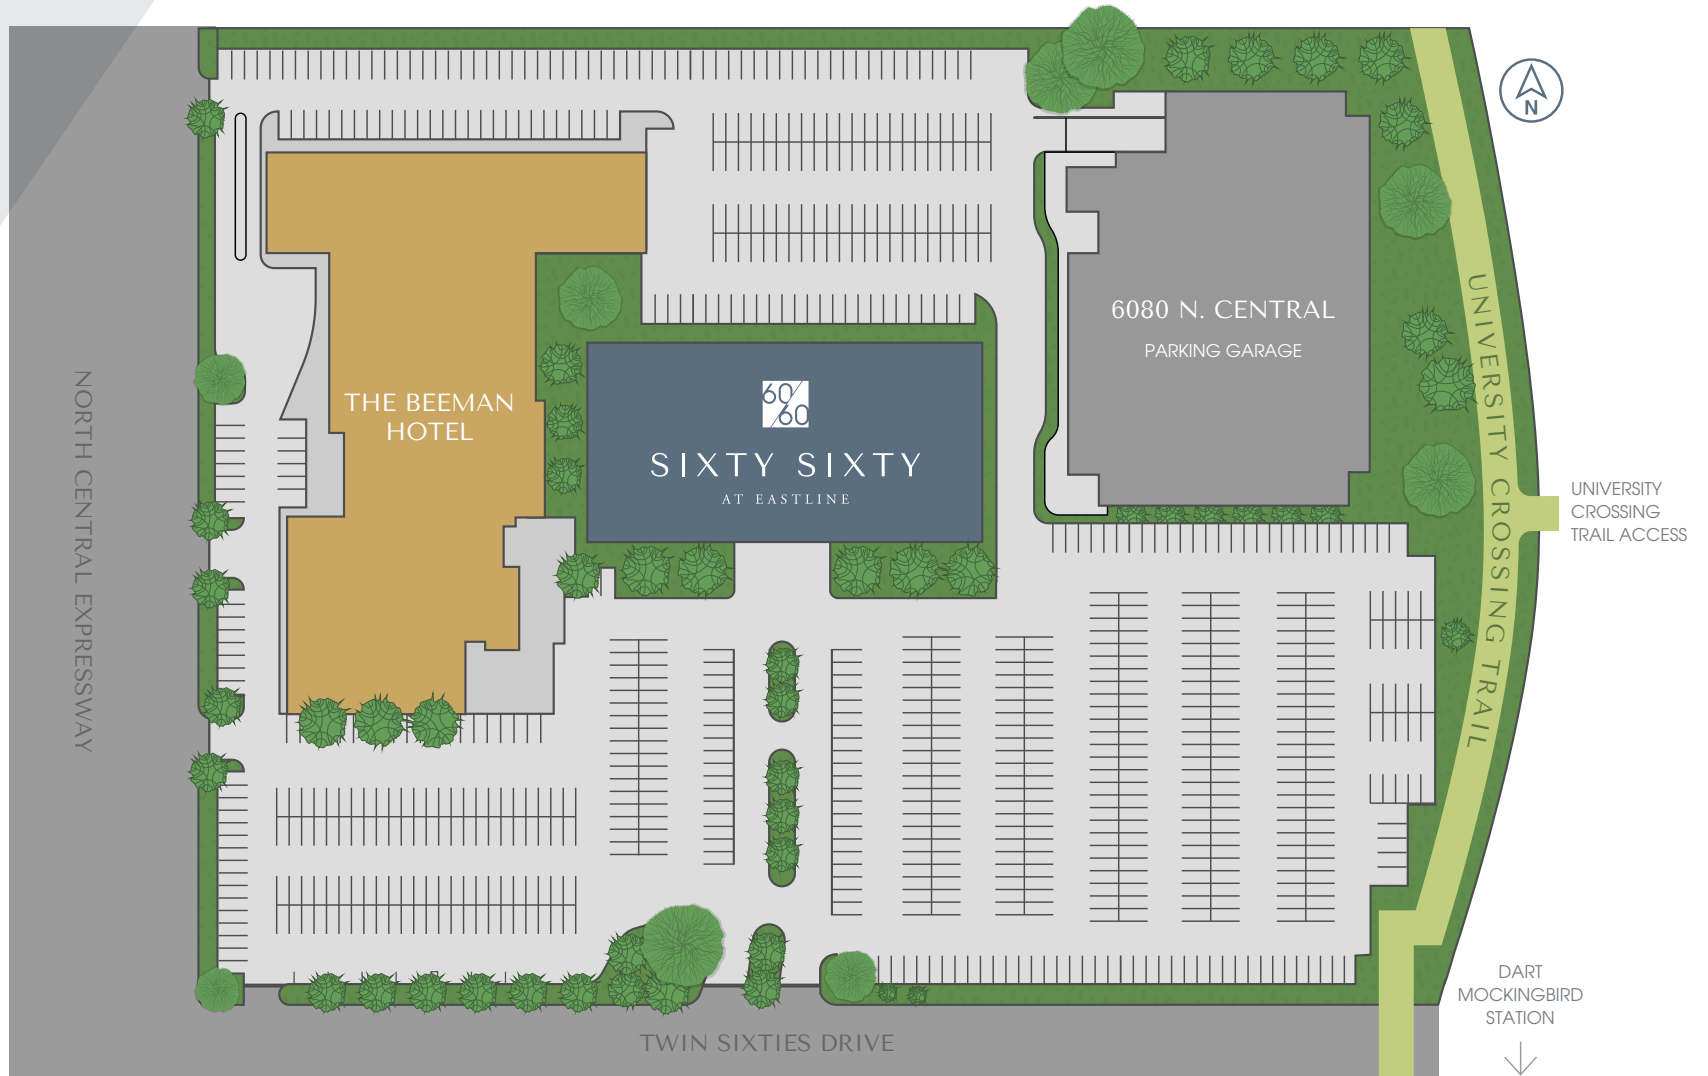 N
6080 N. CENTRAL
PARKING GARAGE
THE BEEMAN
HOTEL
60/60
SIXTY SIXTY
AT EASTLINE
NORTH CENTRAL EXPRESSWAY
UNIVERSITY CROSSING TRAIL
UNIVERSITY
CROSSING
TRAIL ACCESS
DART
MOCKINGBIRD
STATION
TWIN SIXTIES DRIVE